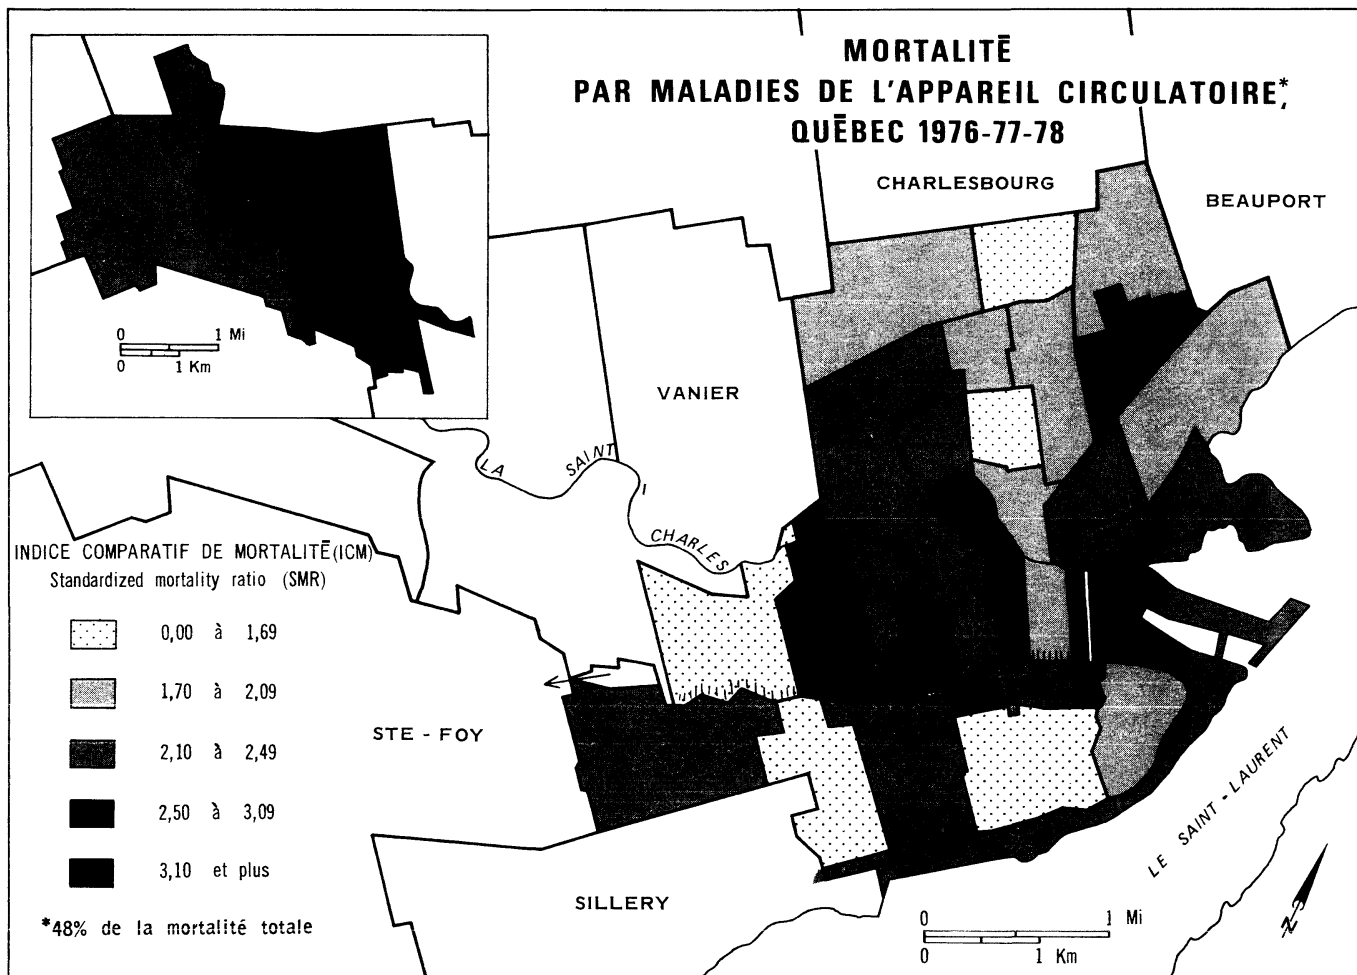 MORTALITĒ
PAR MALADIES DE L'APPAREIL CIRCULATOIRE*,
QUĒBEC 1976-77-78
CHARLESBOURG
BEAUPORT
0 1 Mi
0 1 Km
VANIER
LA SAINT - CHARLES
INDICE COMPARATIF DE MORTALITĒ (ICM)
Standardized mortality ratio (SMR)
0,00 à 1,69
1,70 à 2,09
2,10 à 2,49
2,50 à 3,09
3,10 et plus
*48% de la mortalité totale
STE - FOY
SILLERY
LE SAINT - LAURENT
0 1 Mi
0 1 Km
N